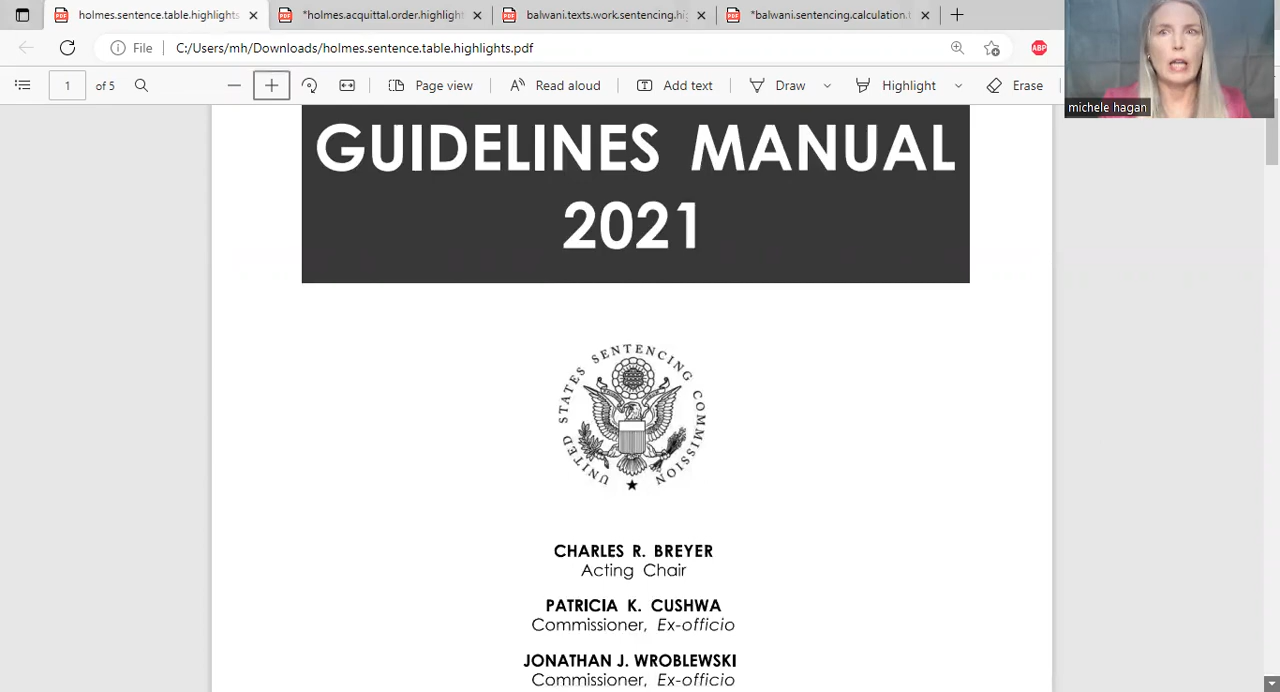 holmes.sentence.table.highlights
*holmes.acquittal.order.highligh
balwani.texts.work.sentencing.hi
*balwani.sentencing.calculation.
File
C:/Users/mh/Downloads/holmes.sentence.table.highlights.pdf
ABP
1 of 5
Page view
Read aloud
Add text
Draw
Highlight
Erase
michele hagan
GUIDELINES MANUAL
2021
UNITED STATES SENTENCING COMMISSION
CHARLES R. BREYER
Acting Chair
PATRICIA K. CUSHWA
Commissioner, Ex-officio
JONATHAN J. WROBLEWSKI
Commissioner, Ex-officio